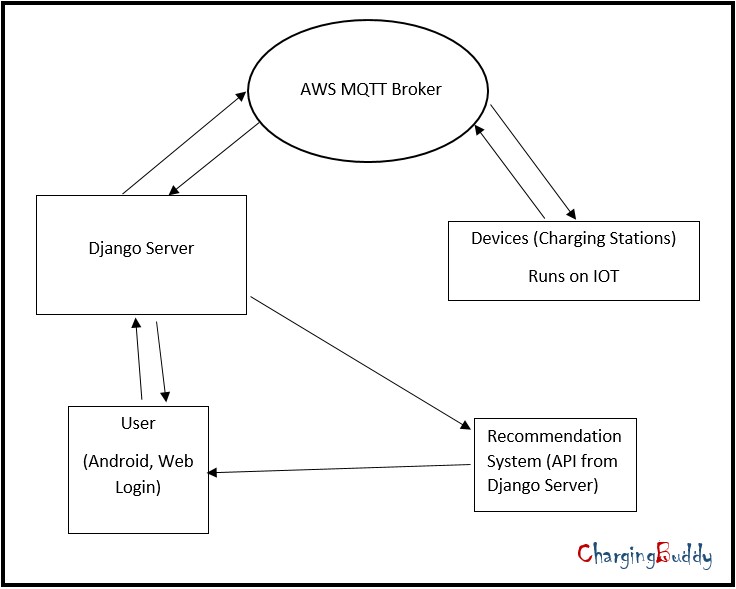 AWS MQTT Broker
Django Server
Devices (Charging Stations)
Runs on IOT
User
(Android, Web
Login)
Recommendation
System (API from
Django Server)
ChargingBuddy